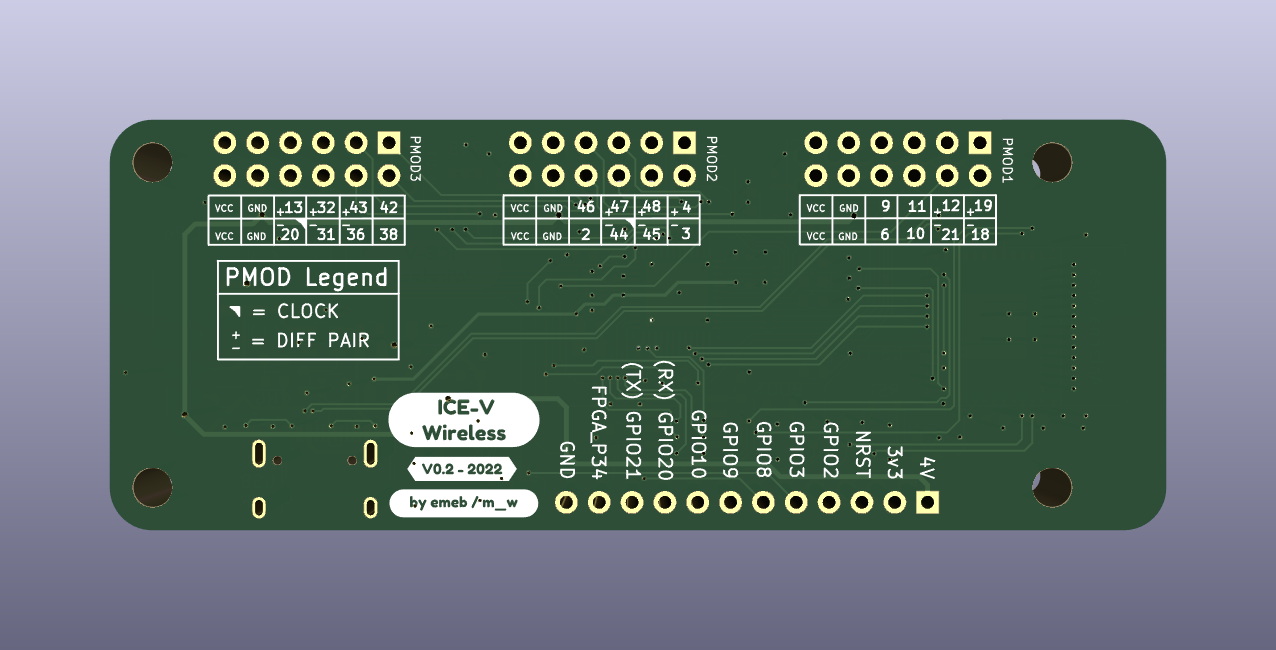 PMOD3
PMOD2
PMOD1
VCC GND +13 +32 +43 42
VCC GND -20 -31 -36 38
VCC GND 46 +47 +48 +4
VCC GND 2 -44 -45 -3
VCC GND 9 11 +12 +19
VCC GND 6 10 -21 -18
PMOD Legend
◥ = CLOCK
+
- = DIFF PAIR
ICE-V
Wireless
V0.2 - 2022
by emeb / m_w
GND
FPGA_P34
(TX) GPIO21
(RX) GPIO20
GPIO10
GPIO9
GPIO8
GPIO3
GPIO2
NRST
3v3
4V